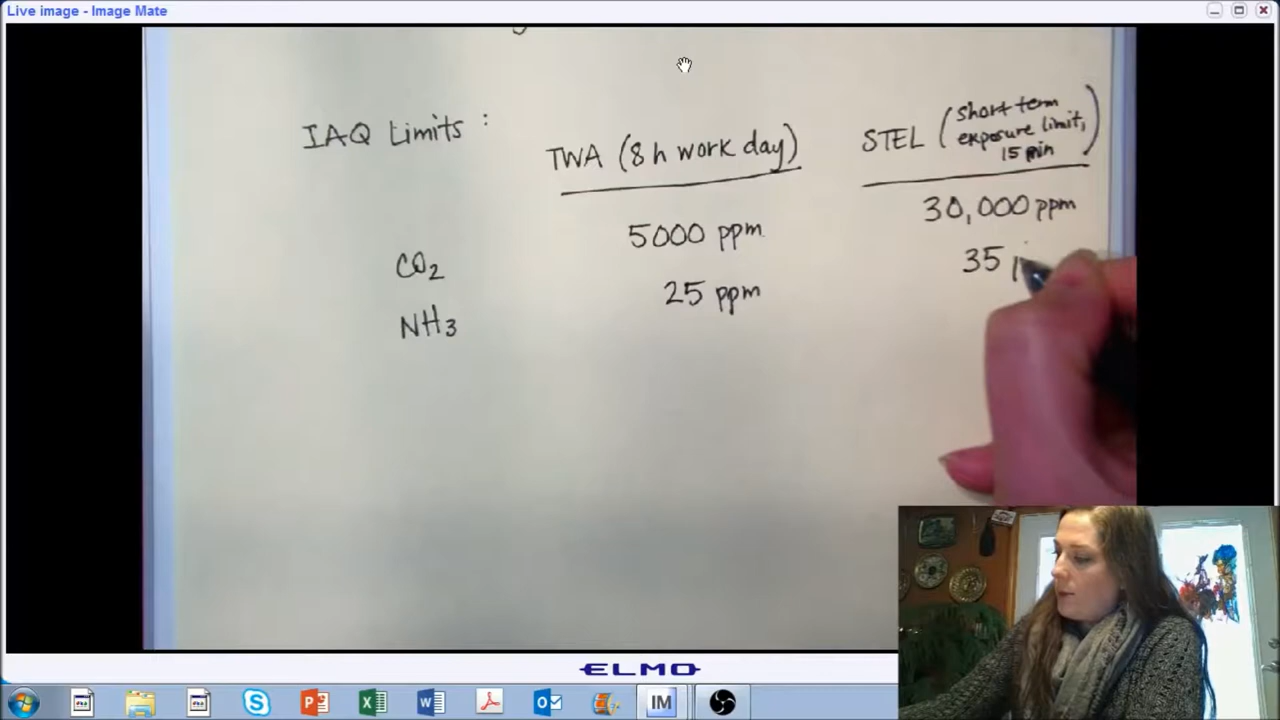 Live image - Image Mate
IAQ Limits :
TWA (8 h work day)
STEL (short term
exposure limit,
15 min)
5000 ppm
30,000 ppm
CO2
25 ppm
35 p
NH3
ELMO
IM